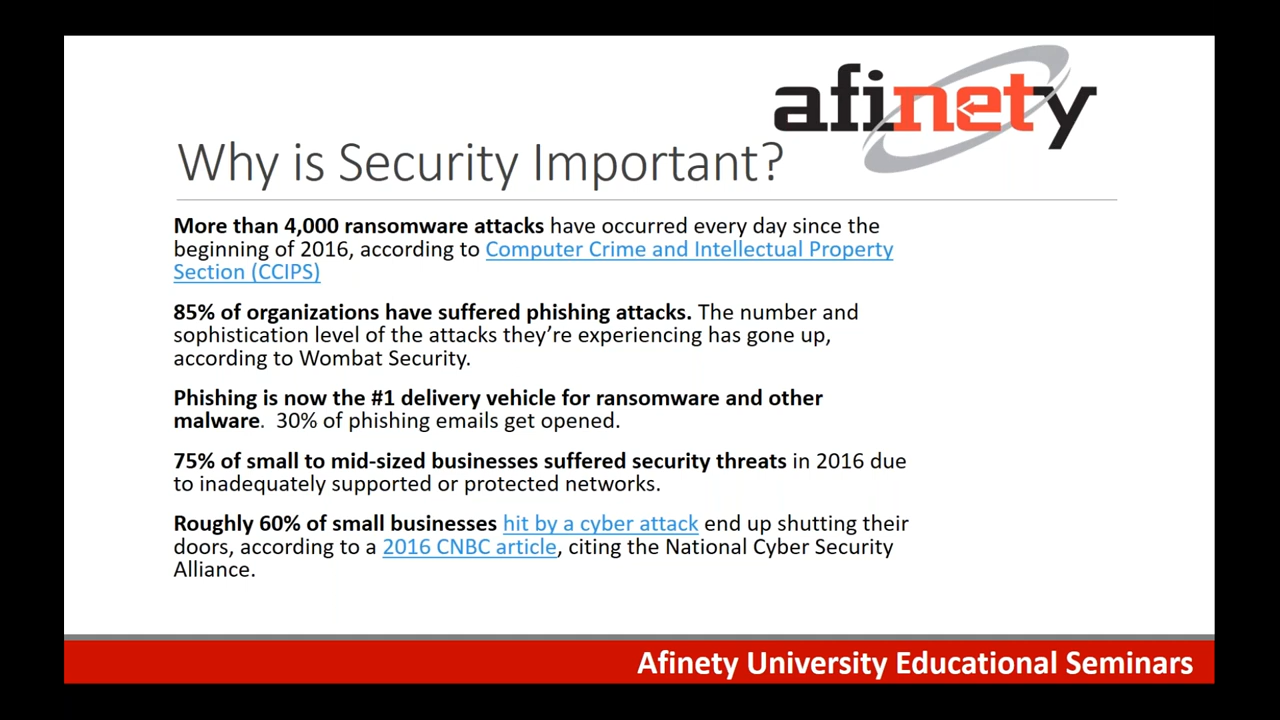 afinety
Why is Security Important?
More than 4,000 ransomware attacks have occurred every day since the
beginning of 2016, according to Computer Crime and Intellectual Property
Section (CCIPS)
85% of organizations have suffered phishing attacks. The number and
sophistication level of the attacks they’re experiencing has gone up,
according to Wombat Security.
Phishing is now the #1 delivery vehicle for ransomware and other
malware.  30% of phishing emails get opened.
75% of small to mid-sized businesses suffered security threats in 2016 due
to inadequately supported or protected networks.
Roughly 60% of small businesses hit by a cyber attack end up shutting their
doors, according to a 2016 CNBC article, citing the National Cyber Security
Alliance.
Afinety University Educational Seminars